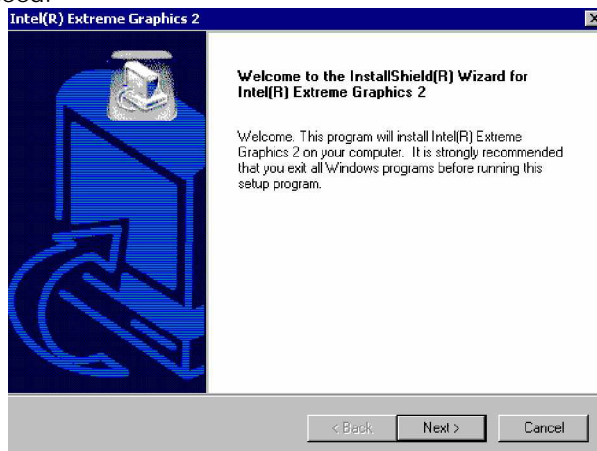 Intel(R) Extreme Graphics 2
Welcome to the InstallShield(R) Wizard for
Intel(R) Extreme Graphics 2
Welcome. This program will install Intel(R) Extreme
Graphics 2 on your computer. It is strongly recommended
that you exit all Windows programs before running this
setup program.
< Back
Next >
Cancel